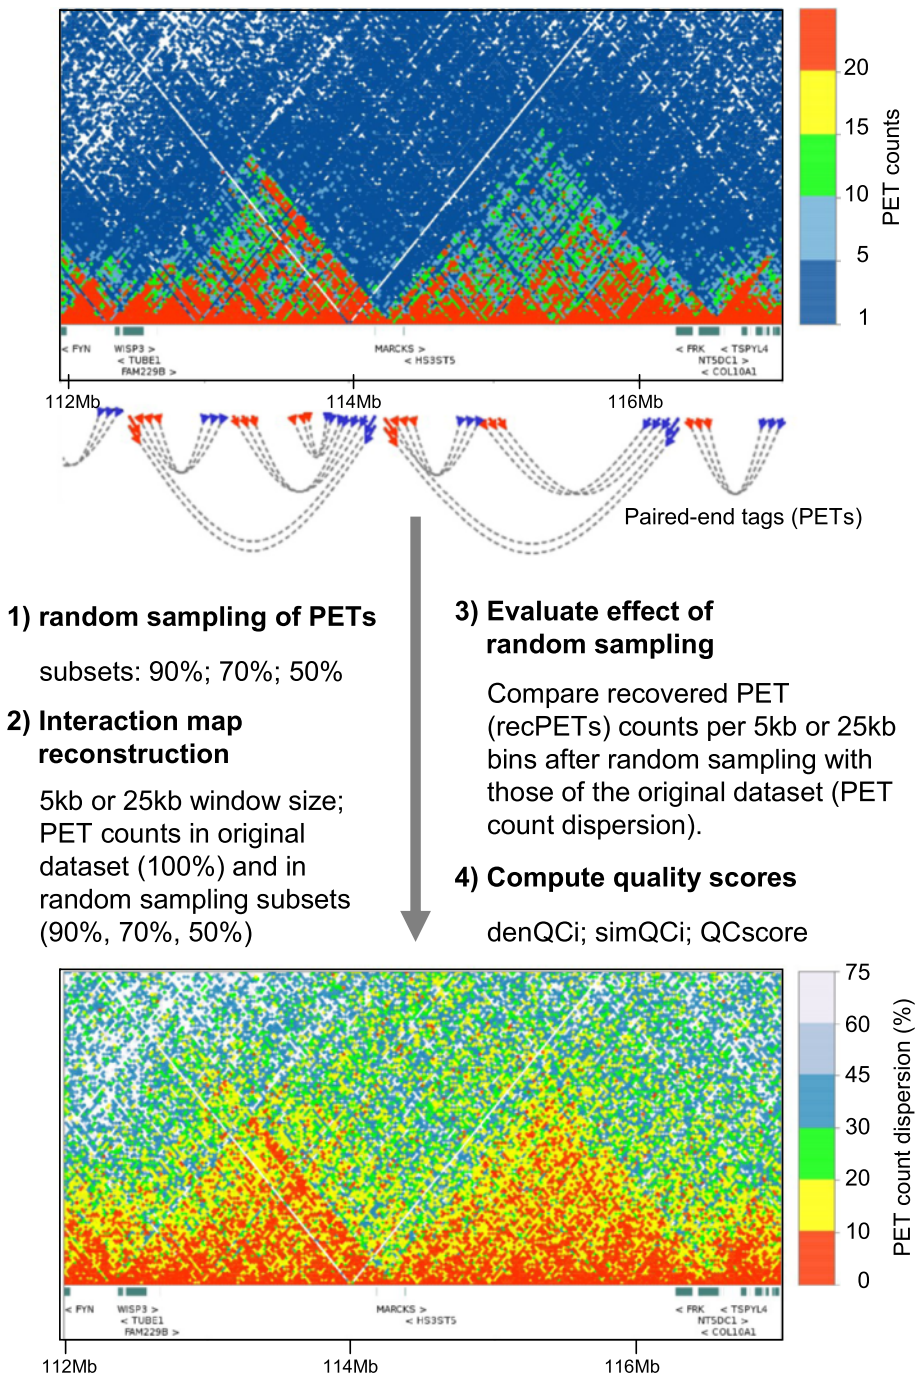 20
15
10
5
1
PET counts
< FYN
WISP3 >
MARCKS >
< FRK
< TSPYL4
< TUBE1
< HS3ST5
NT5DC1 >
FAM229B >
< COL10A1
112Mb
114Mb
116Mb
Paired-end tags (PETs)
1) random sampling of PETs
subsets: 90%; 70%; 50%
2) Interaction map
reconstruction
5kb or 25kb window size;
PET counts in original
dataset (100%) and in
random sampling subsets
(90%, 70%, 50%)
3) Evaluate effect of
random sampling
Compare recovered PET
(recPETs) counts per 5kb or 25kb
bins after random sampling with
those of the original dataset (PET
count dispersion).
4) Compute quality scores
denQCi; simQCi; QCscore
75
60
45
30
20
10
0
PET count dispersion (%)
< FYN
WISP3 >
MARCKS >
< FRK
< TSPYL4
< TUBE1
< HS3ST5
NT5DC1 >
FAM229B >
< COL10A1
112Mb
114Mb
116Mb